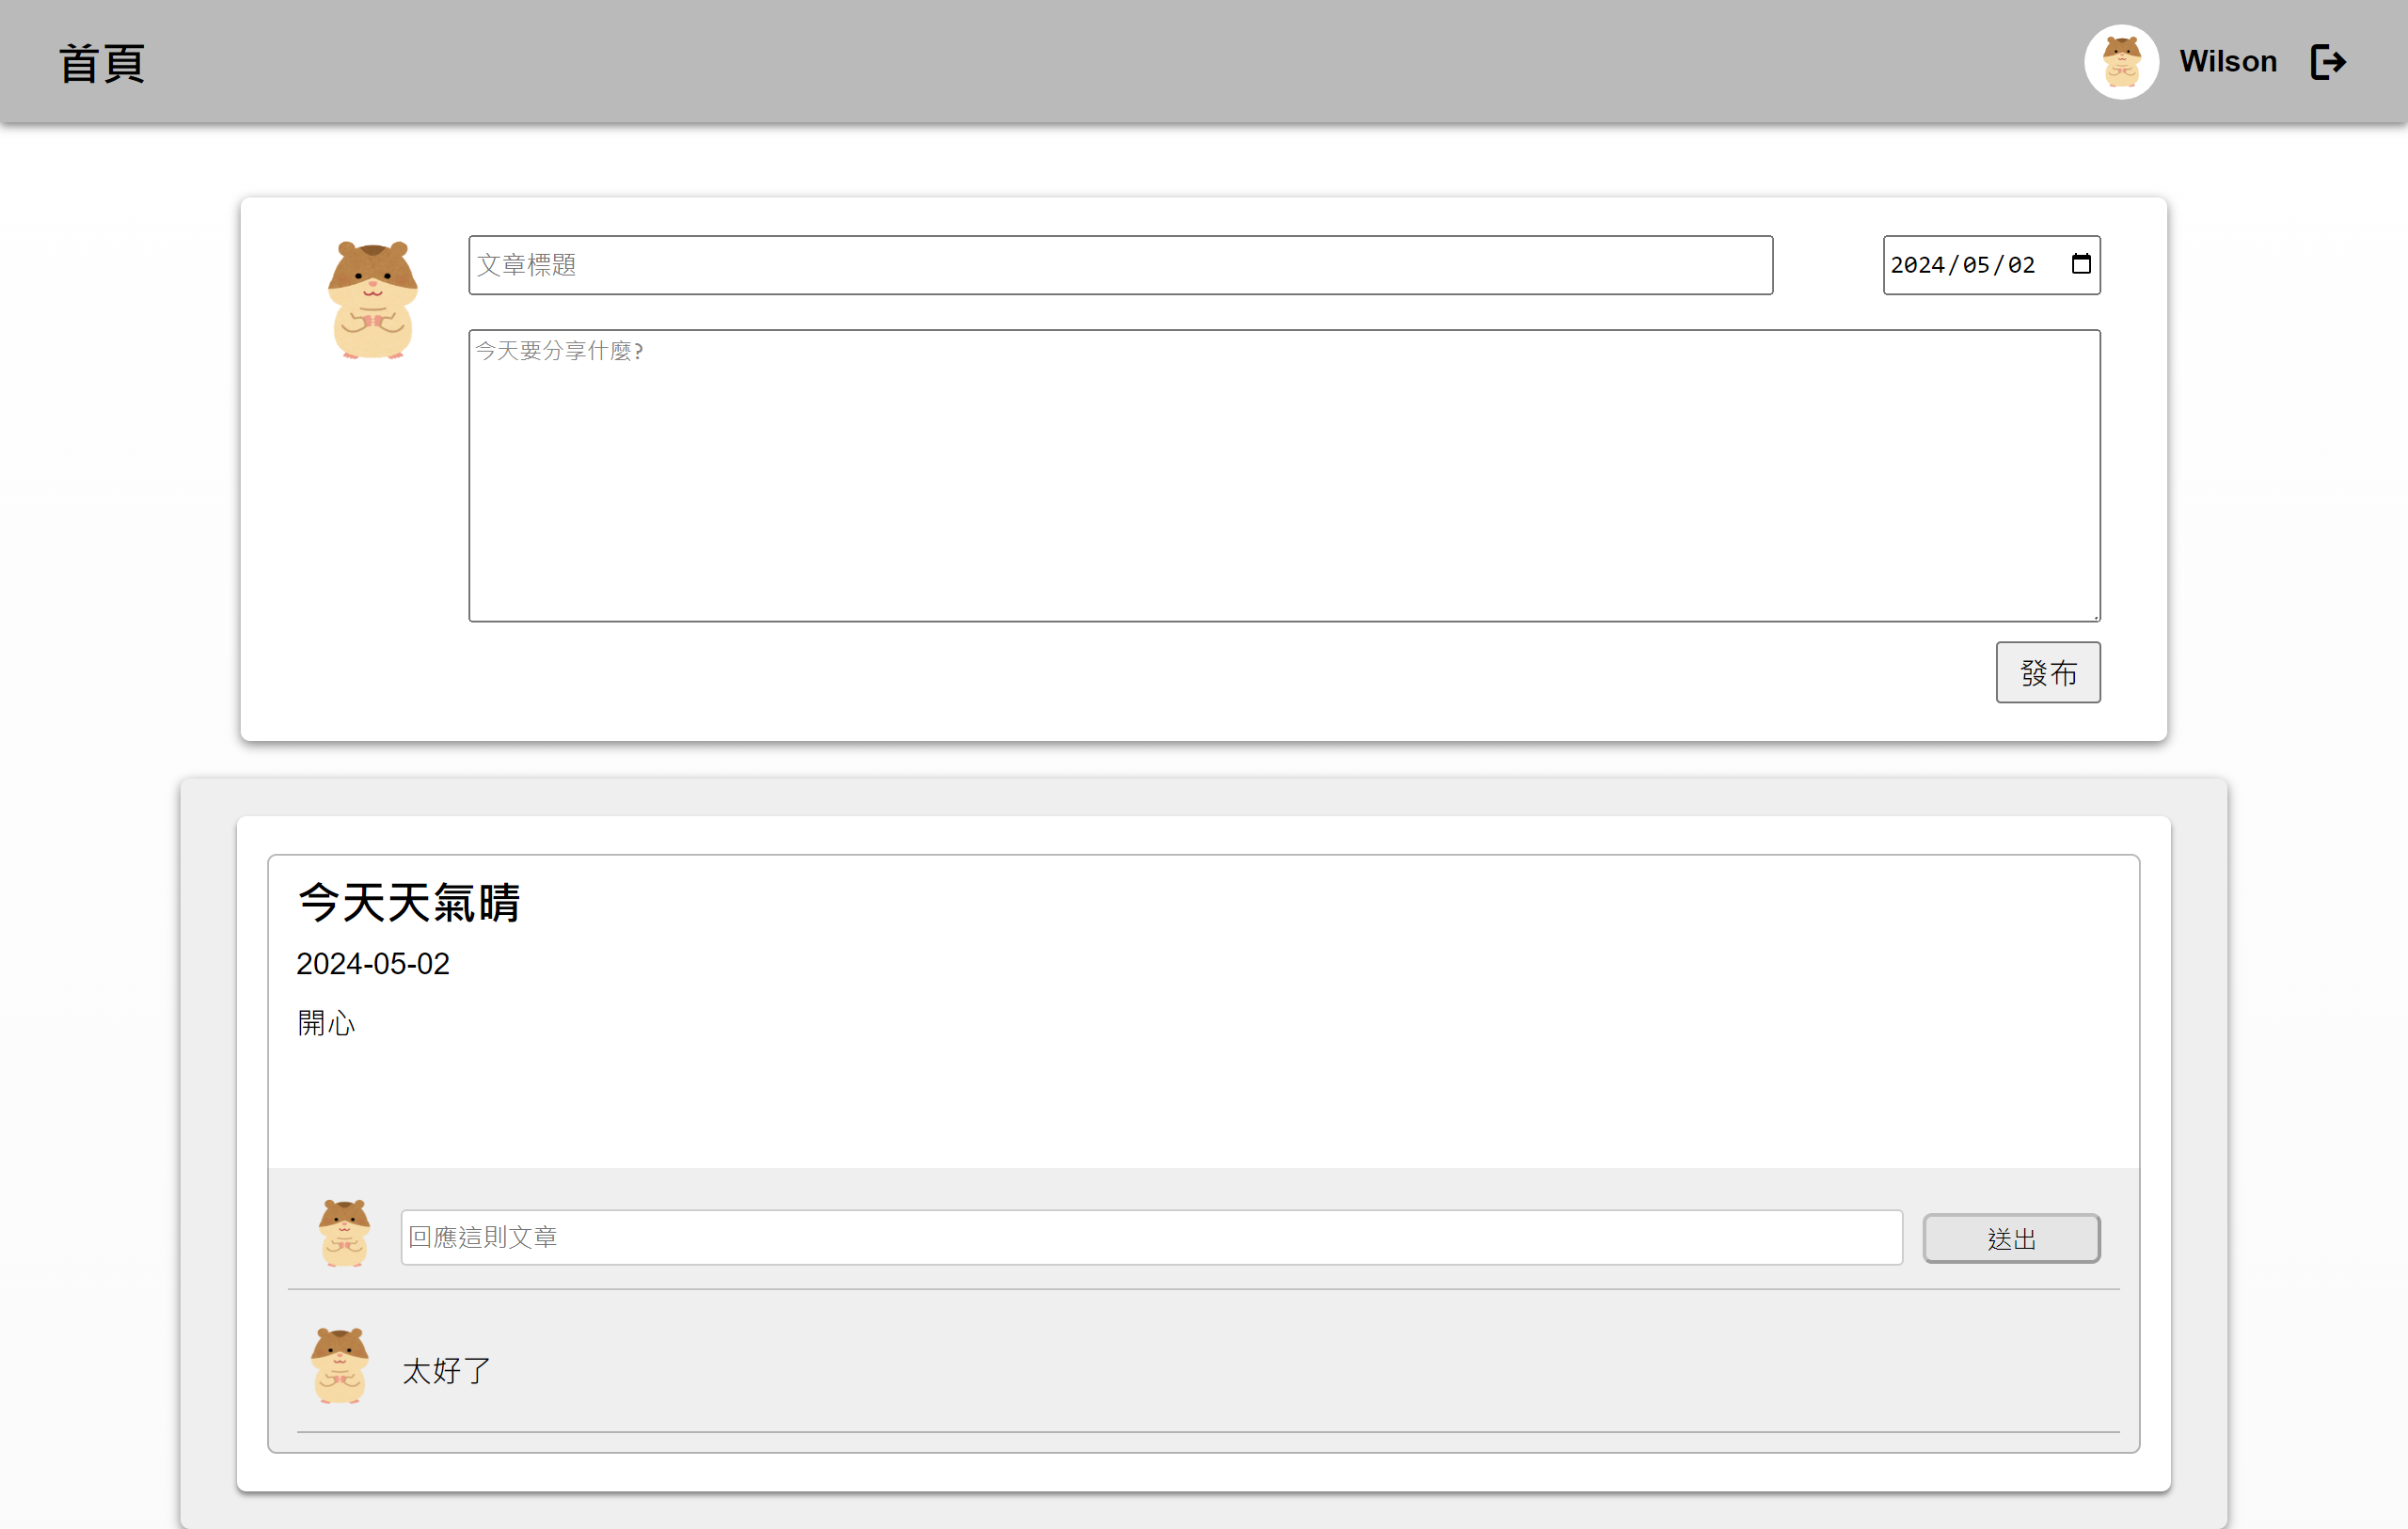 首頁
Wilson
文章標題
2024/05/02
今天要分享什麼?
發布
今天天氣晴
2024-05-02
開心
回應這則文章
送出
太好了